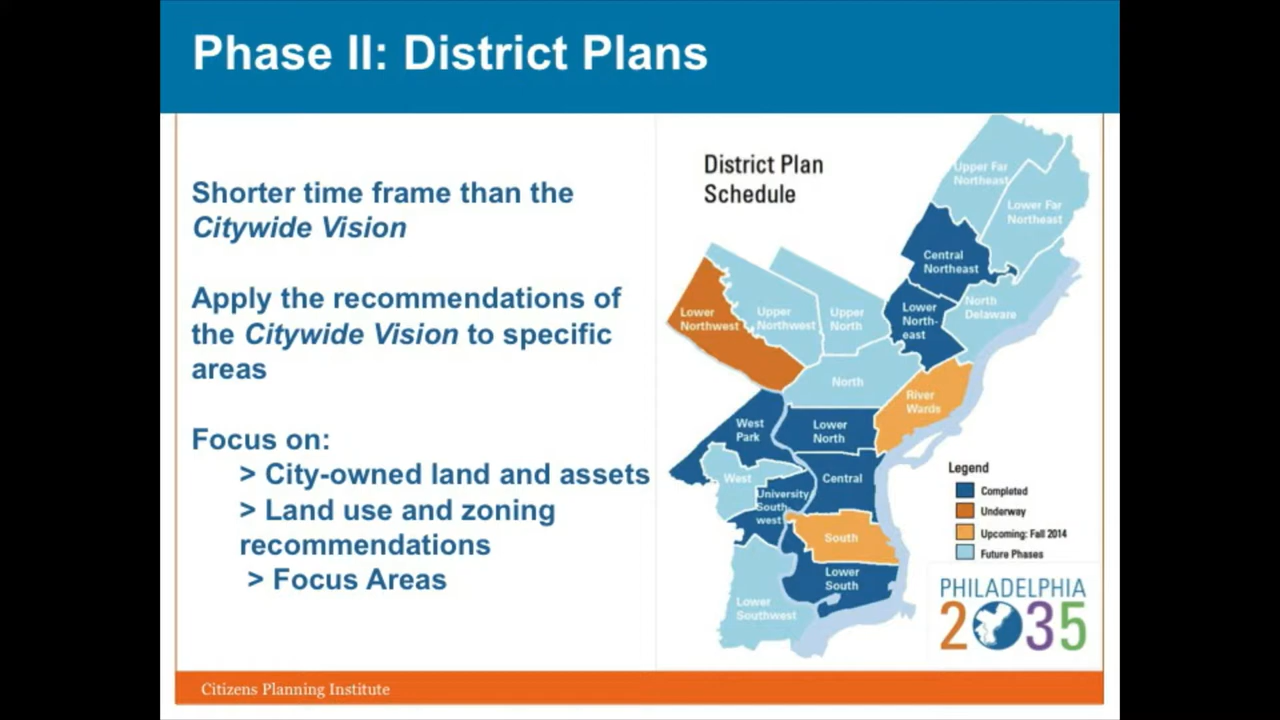 Phase II: District Plans
Shorter time frame than the
Citywide Vision
Apply the recommendations of
the Citywide Vision to specific
areas
Focus on:
> City-owned land and assets
> Land use and zoning
recommendations
> Focus Areas
District Plan
Schedule
Upper Far
Northeast
Lower Far
Northeast
Central
Northeast
Lower
North-
east
North
Delaware
Lower
Northwest
Upper
Northwest
Upper
North
North
River
Wards
West
Park
Lower
North
West
University
South-
west
Central
South
Lower
South
Lower
Southwest
Legend
Completed
Underway
Upcoming: Fall 2014
Future Phases
PHILADELPHIA
2035
Citizens Planning Institute